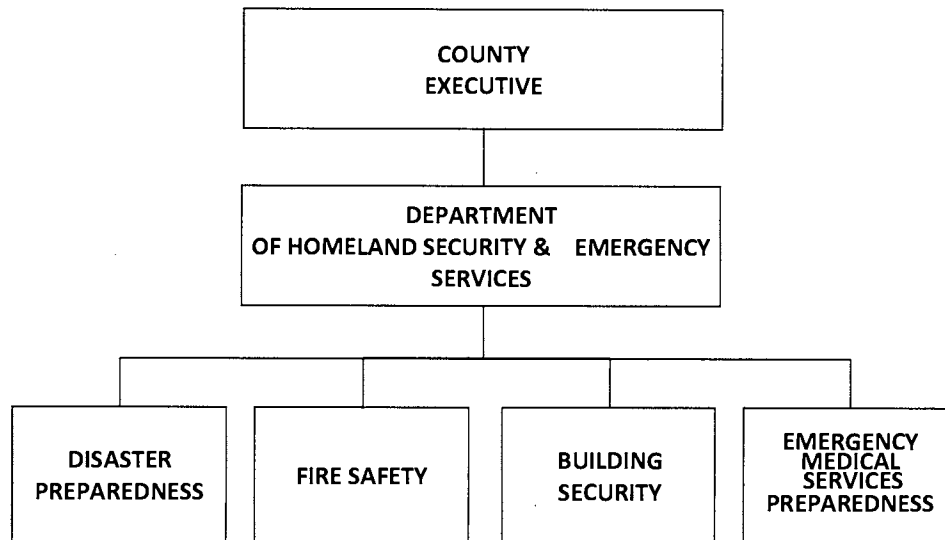 COUNTY
EXECUTIVE
DEPARTMENT
OF HOMELAND SECURITY & EMERGENCY
SERVICES
DISASTER
PREPAREDNESS
FIRE SAFETY
BUILDING
SECURITY
EMERGENCY
MEDICAL
SERVICES
PREPAREDNESS